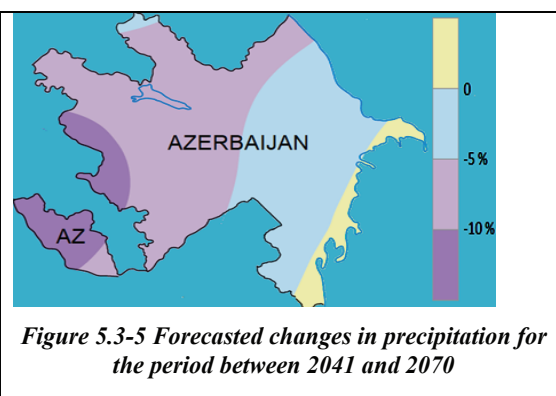 0
AZERBAIJAN
-5%
AZ
-10%
Figure 5.3-5 Forecasted changes in precipitation for
the period between 2041 and 2070